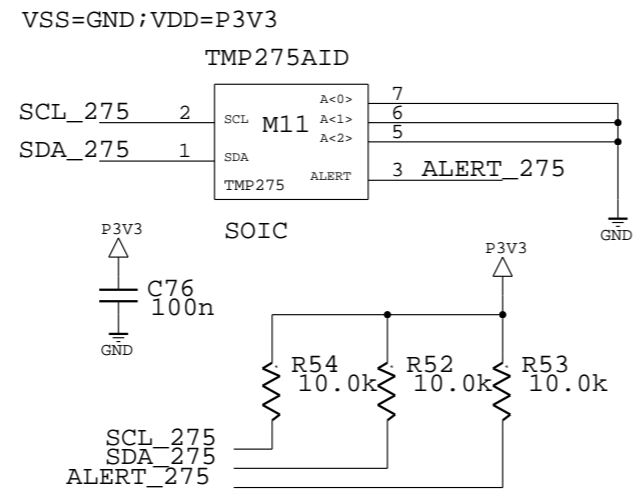 VSS=GND;VDD=P3V3
TMP275AID
SCL_275 2 SCL M11 A<0> 7
A<1> 6
A<2> 5
SDA_275 1 SDA
TMP275 ALERT 3 ALERT_275
SOIC
GND
P3V3
C76
100n
GND
P3V3
R54 R52 R53
10.0k 10.0k 10.0k
SCL_275
SDA_275
ALERT_275